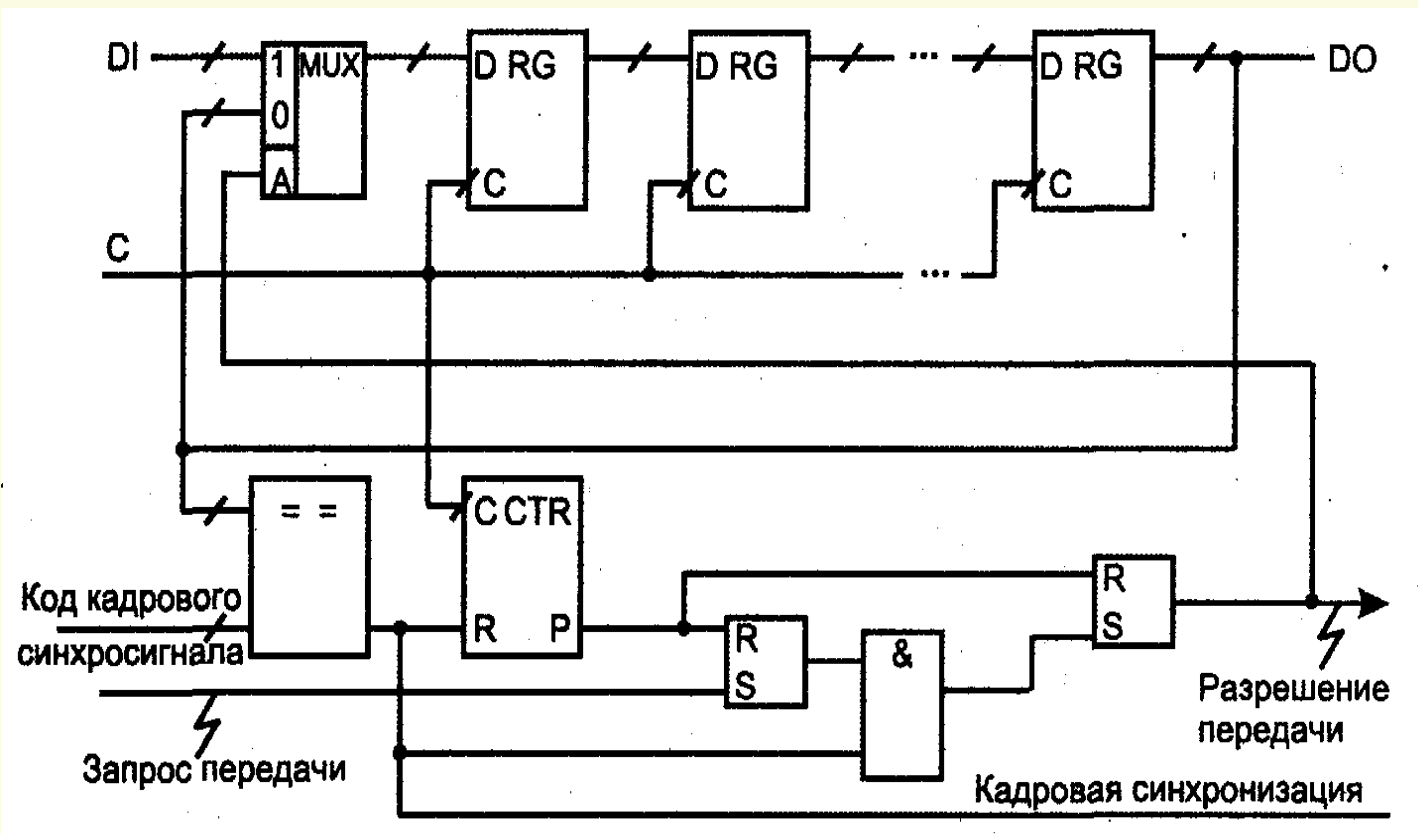 DI
1 MUX
0
A
D RG
C
D RG
C
...
D RG
C
DO
C
...
= =
C CTR
R P
R
S
&
R
S
Код кадрового
синхросигнала
Запрос передачи
Разрешение
передачи
Кадровая синхронизация